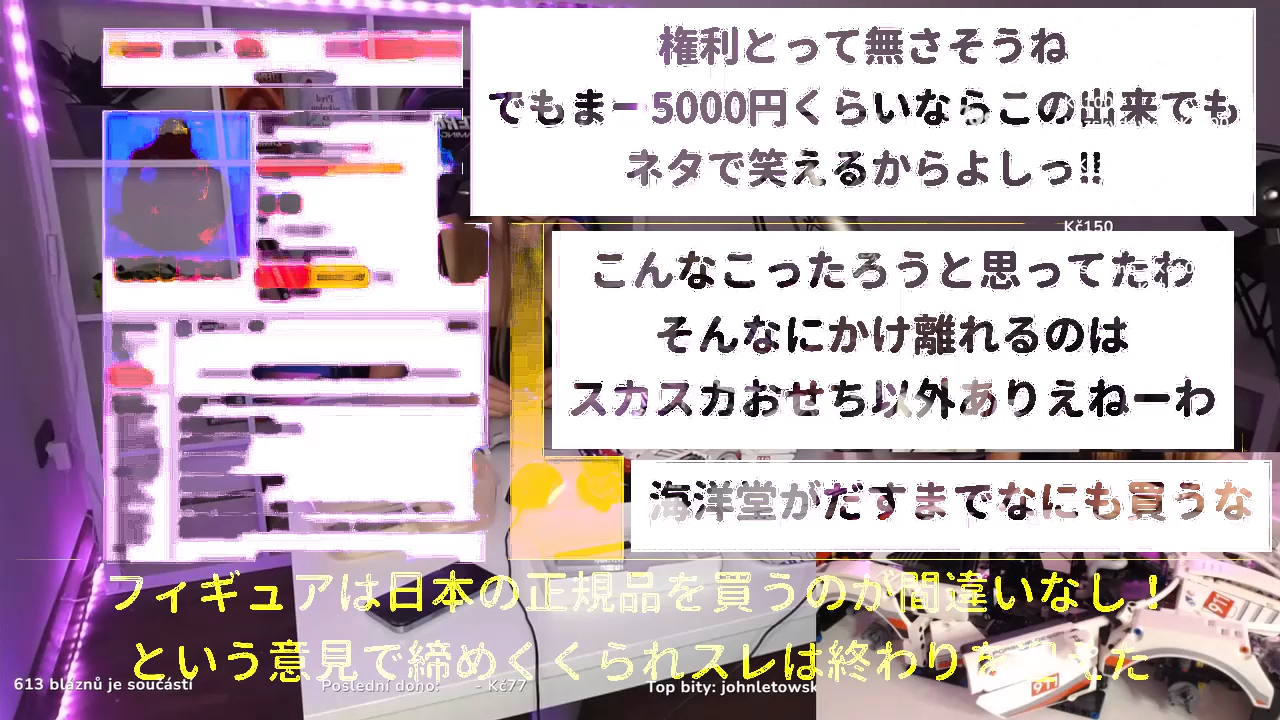 権利とって無さそうね
でもまー5000円くらいならこの出来でも
ネタで笑えるからよしっ!!
Kč150
こんなこったろうと思ってたわ
そんなにかけ離れるのは
スカスカおせち以外ありえねーわ
海洋堂がだすまでなにも買うな
フィギュアは日本の正規品を買うのが間違いなし！
という意見で締めくくられスレは終わりを
613 bláznů je součástí
Poslední dono: - Kč77
Top bity: johnletowsk
911
911